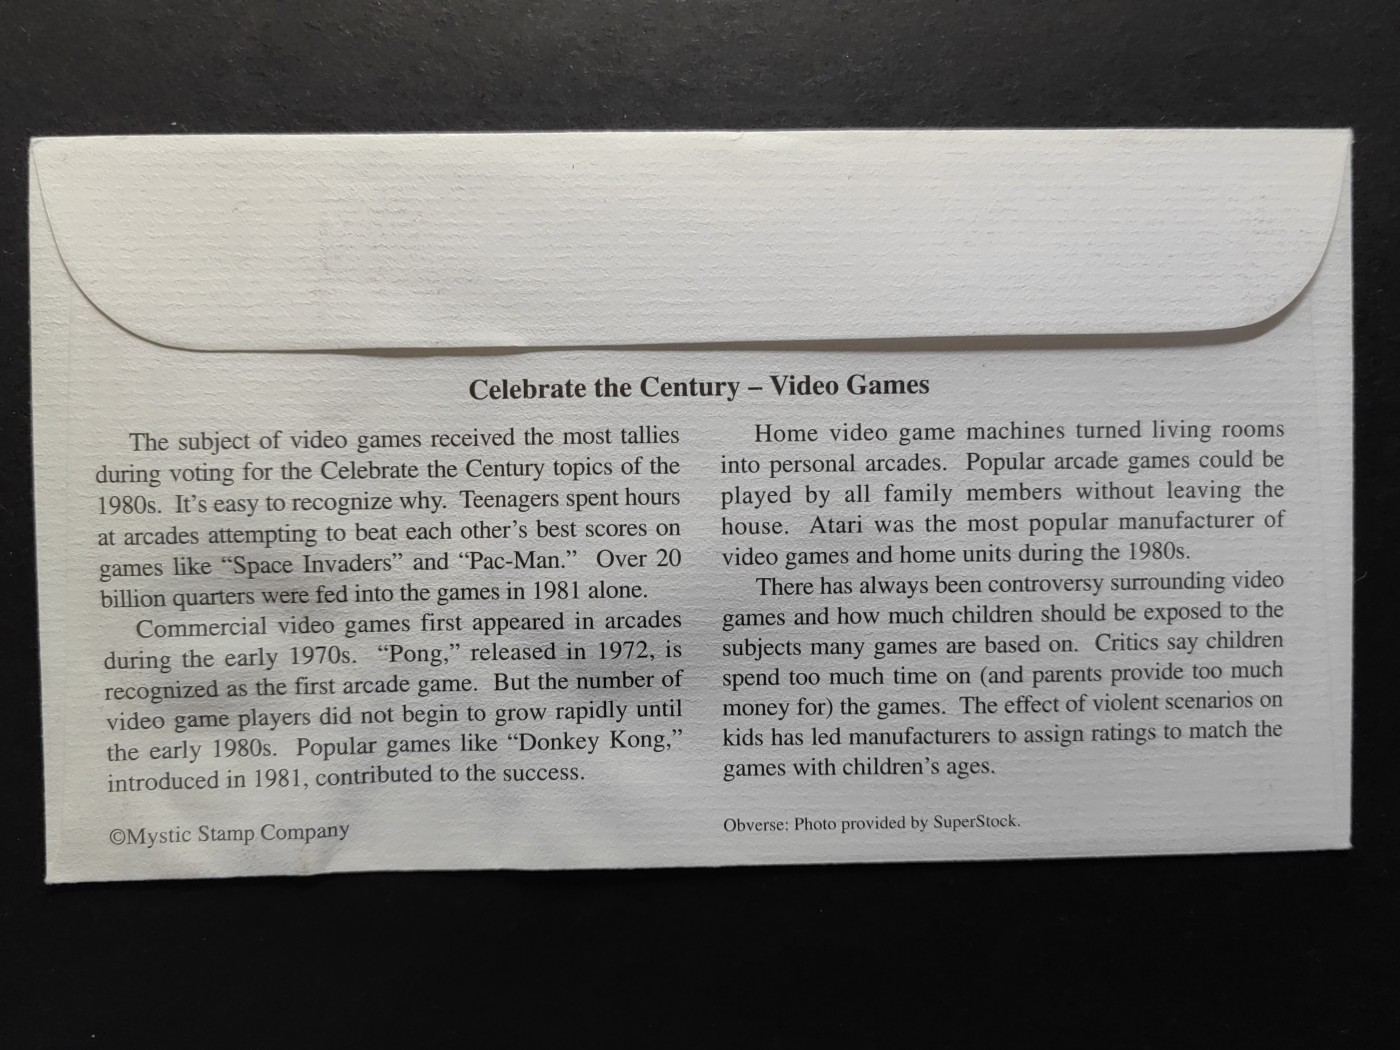 Celebrate the Century – Video Games
The subject of video games received the most tallies
during voting for the Celebrate the Century topics of the
1980s. It's easy to recognize why. Teenagers spent hours
at arcades attempting to beat each other's best scores on
games like “Space Invaders” and “Pac-Man.” Over 20
billion quarters were fed into the games in 1981 alone.
Commercial video games first appeared in arcades
during the early 1970s. “Pong,” released in 1972, is
recognized as the first arcade game. But the number of
video game players did not begin to grow rapidly until
the early 1980s. Popular games like “Donkey Kong,”
introduced in 1981, contributed to the success.
©Mystic Stamp Company
Home video game machines turned living rooms
into personal arcades. Popular arcade games could be
played by all family members without leaving the
house. Atari was the most popular manufacturer of
video games and home units during the 1980s.
There has always been controversy surrounding video
games and how much children should be exposed to the
subjects many games are based on. Critics say children
spend too much time on (and parents provide too much
money for) the games. The effect of violent scenarios on
kids has led manufacturers to assign ratings to match the
games with children's ages.
Obverse: Photo provided by SuperStock.